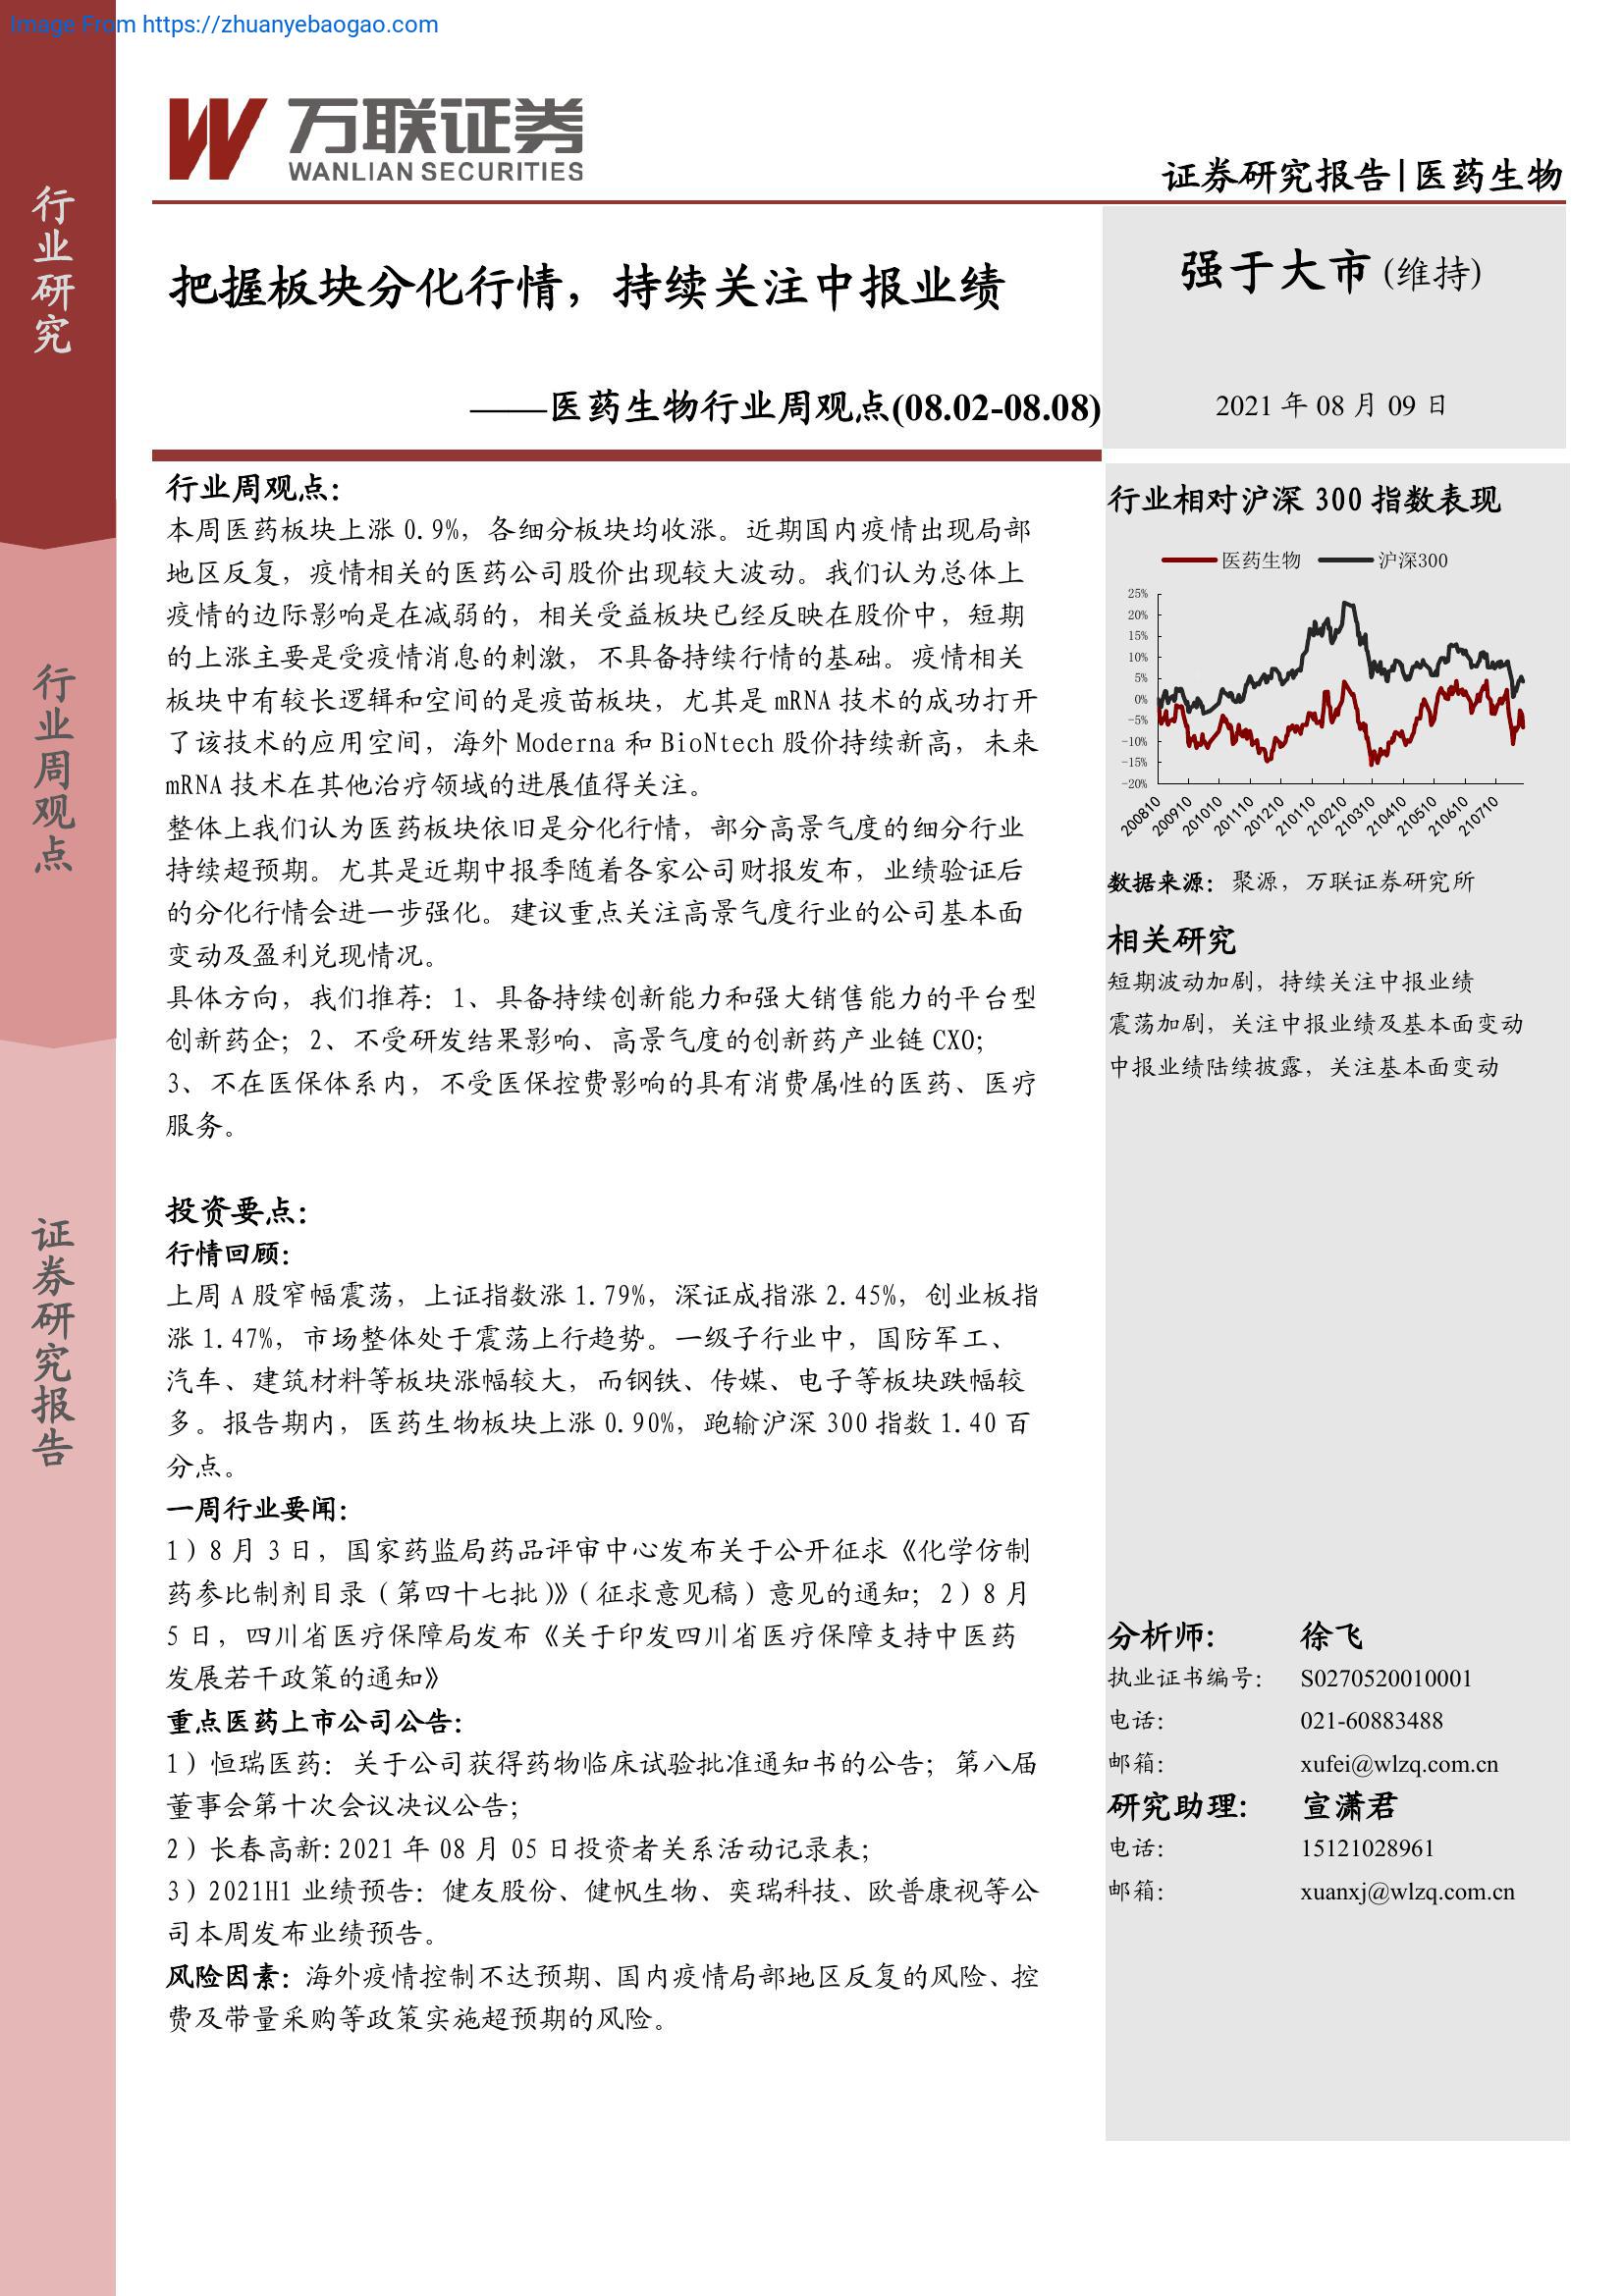 Image From https://zhuanyebaogao.com
万联证券
WANLIAN SECURITIES
证券研究报告|医药生物
行业研究
行业周观点
证券研究报告
把握板块分化行情，持续关注中报业绩
——医药生物行业周观点(08.02-08.08)
强于大市(维持)
2021 年 08 月 09 日
行业周观点：
本周医药板块上涨 0.9%，各细分板块均收涨。近期国内疫情出现局部
地区反复，疫情相关的医药公司股价出现较大波动。我们认为总体上
疫情的边际影响是在减弱的，相关受益板块已经反映在股价中，短期
的上涨主要是受疫情消息的刺激，不具备持续行情的基础。疫情相关
板块中有较长逻辑和空间的是疫苗板块，尤其是 mRNA 技术的成功打开
了该技术的应用空间，海外 Moderna 和 BioNtech 股价持续新高，未来
mRNA 技术在其他治疗领域的进展值得关注。
整体上我们认为医药板块依旧是分化行情，部分高景气度的细分行业
持续超预期。尤其是近期中报季随着各家公司财报发布，业绩验证后
的分化行情会进一步强化。建议重点关注高景气度行业的公司基本面
变动及盈利兑现情况。
具体方向，我们推荐：1、具备持续创新能力和强大销售能力的平台型
创新药企；2、不受研发结果影响、高景气度的创新药产业链 CXO；
3、不在医保体系内，不受医保控费影响的具有消费属性的医药、医疗
服务。
投资要点：
行情回顾：
上周 A 股窄幅震荡，上证指数涨 1.79%，深证成指涨 2.45%，创业板指
涨 1.47%，市场整体处于震荡上行趋势。一级子行业中，国防军工、
汽车、建筑材料等板块涨幅较大，而钢铁、传媒、电子等板块跌幅较
多。报告期内，医药生物板块上涨 0.90%，跑输沪深 300 指数 1.40 百
分点。
一周行业要闻：
1）8 月 3 日，国家药监局药品评审中心发布关于公开征求《化学仿制
药参比制剂目录（第四十七批）》（征求意见稿）意见的通知；2）8 月
5 日，四川省医疗保障局发布《关于印发四川省医疗保障支持中医药
发展若干政策的通知》
重点医药上市公司公告：
1）恒瑞医药：关于公司获得药物临床试验批准通知书的公告；第八届
董事会第十次会议决议公告；
2）长春高新：2021 年 08 月 05 日投资者关系活动记录表；
3）2021H1 业绩预告：健友股份、健帆生物、奕瑞科技、欧普康视等公
司本周发布业绩预告。
风险因素：海外疫情控制不达预期、国内疫情局部地区反复的风险、控
费及带量采购等政策实施超预期的风险。
行业相对沪深 300 指数表现
医药生物 沪深300
25%
20%
15%
10%
5%
0%
-5%
-10%
-15%
-20%
200810 200910 201010 201110 201210 210110 210210 210310 210410 210510 210610 210710
数据来源：聚源，万联证券研究所
相关研究
短期波动加剧，持续关注中报业绩
震荡加剧，关注中报业绩及基本面变动
中报业绩陆续披露，关注基本面变动
分析师： 徐飞
执业证书编号： S0270520010001
电话： 021-60883488
邮箱： xufei@wlzq.com.cn
研究助理： 宣潇君
电话： 15121028961
邮箱： xuanxj@wlzq.com.cn